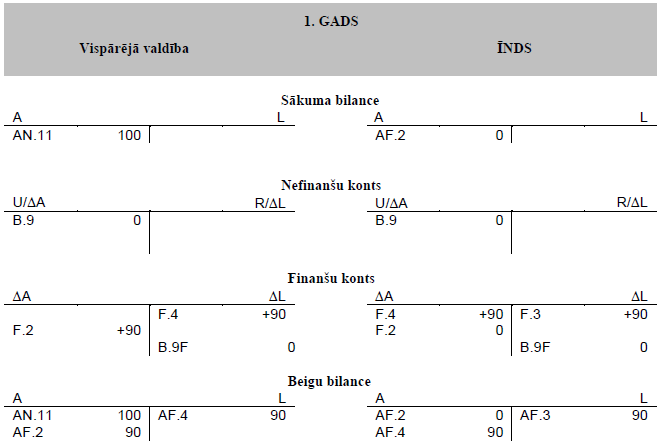 1. GADS
Vispārējā valdība ĪNDS
Sākuma bilance
A L A L
AN.11 100 AF.2 0
Nefinanšu konts
U/ΔA R/ΔL U/ΔA R/ΔL
B.9 0 B.9 0
Finanšu konts
ΔA ΔL ΔA ΔL
F.4 +90 F.4 +90 F.3 +90
F.2 +90 F.2 0
B.9F 0 B.9F 0
Beigu bilance
A L A L
AN.11 100 AF.4 90 AF.2 0 AF.3 90
AF.2 90 AF.4 90